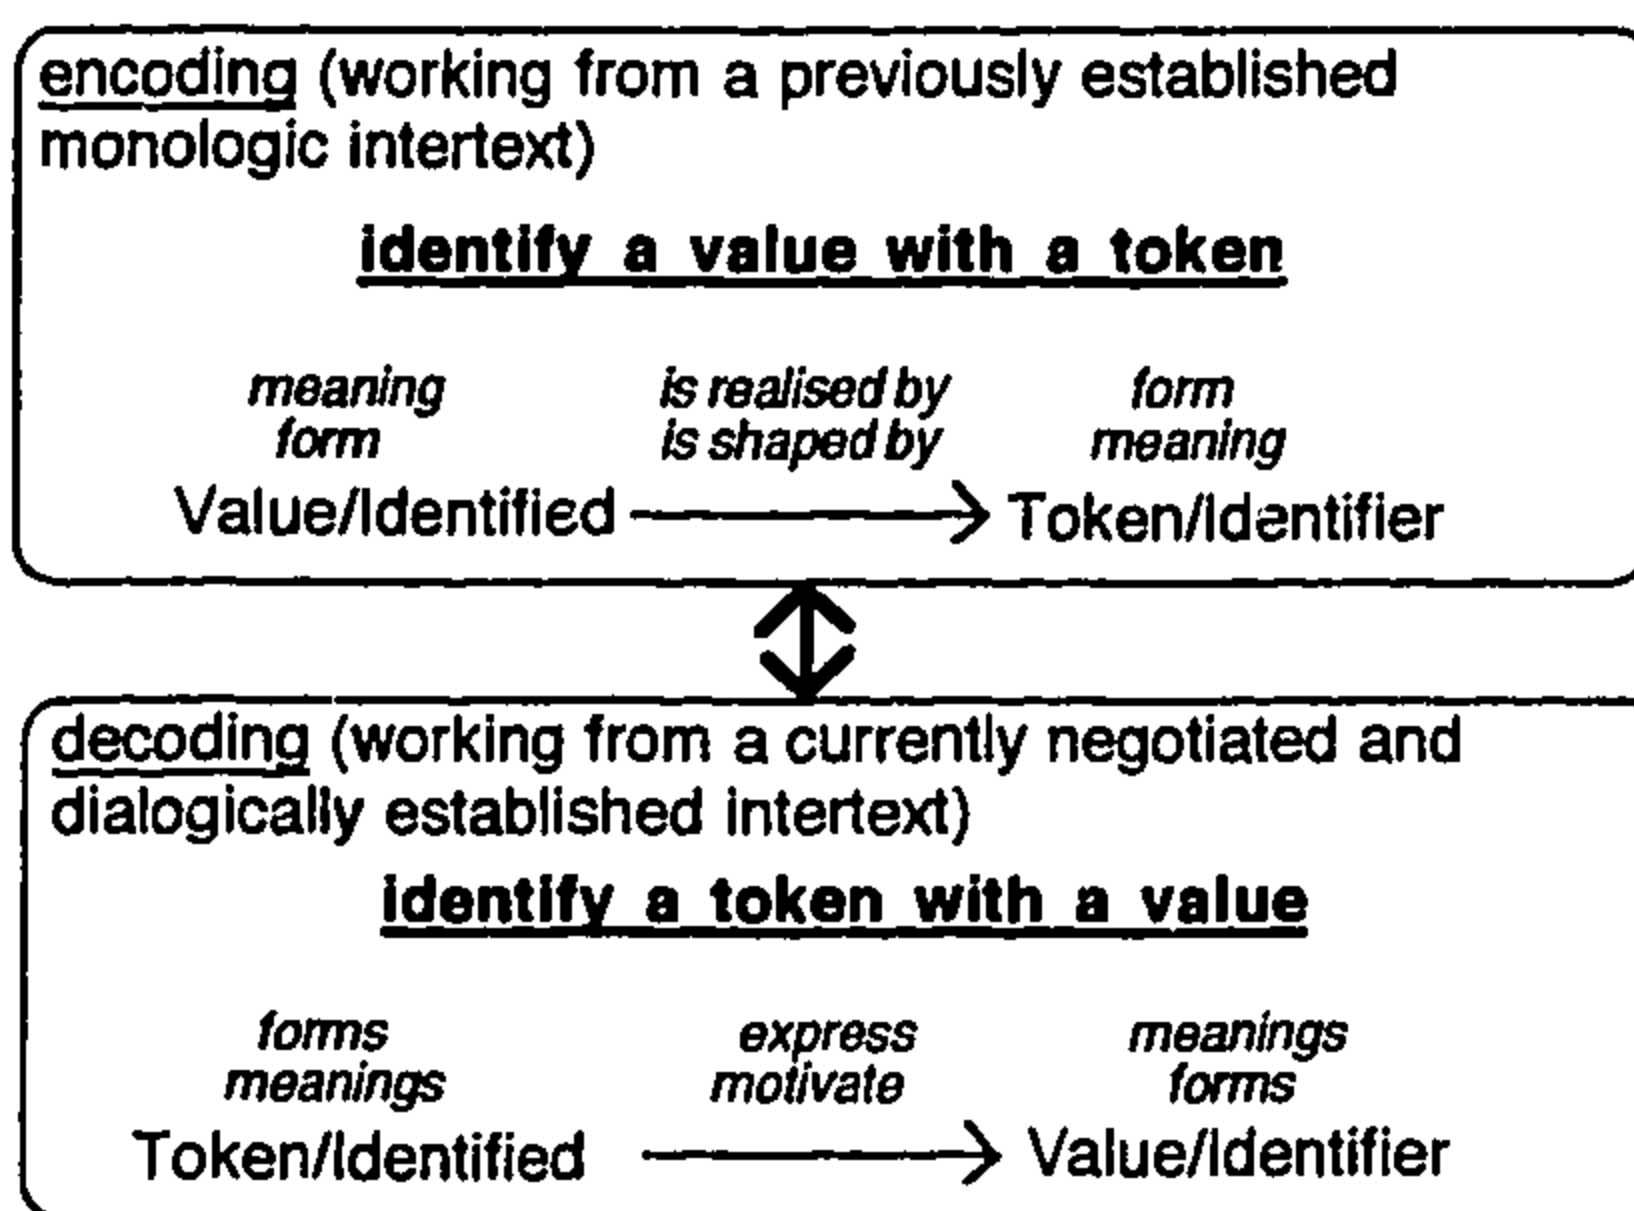 encoding (working from a previously established
monologic intertext)
identify a value with a token
meaning is realised by form
form is shaped by meaning
Value/Identified Token/Identifier
decoding (working from a currently negotiated and
dialogically established intertext)
identify a token with a value
forms express meanings
meanings motivate forms
Token/Identified Value/Identifier